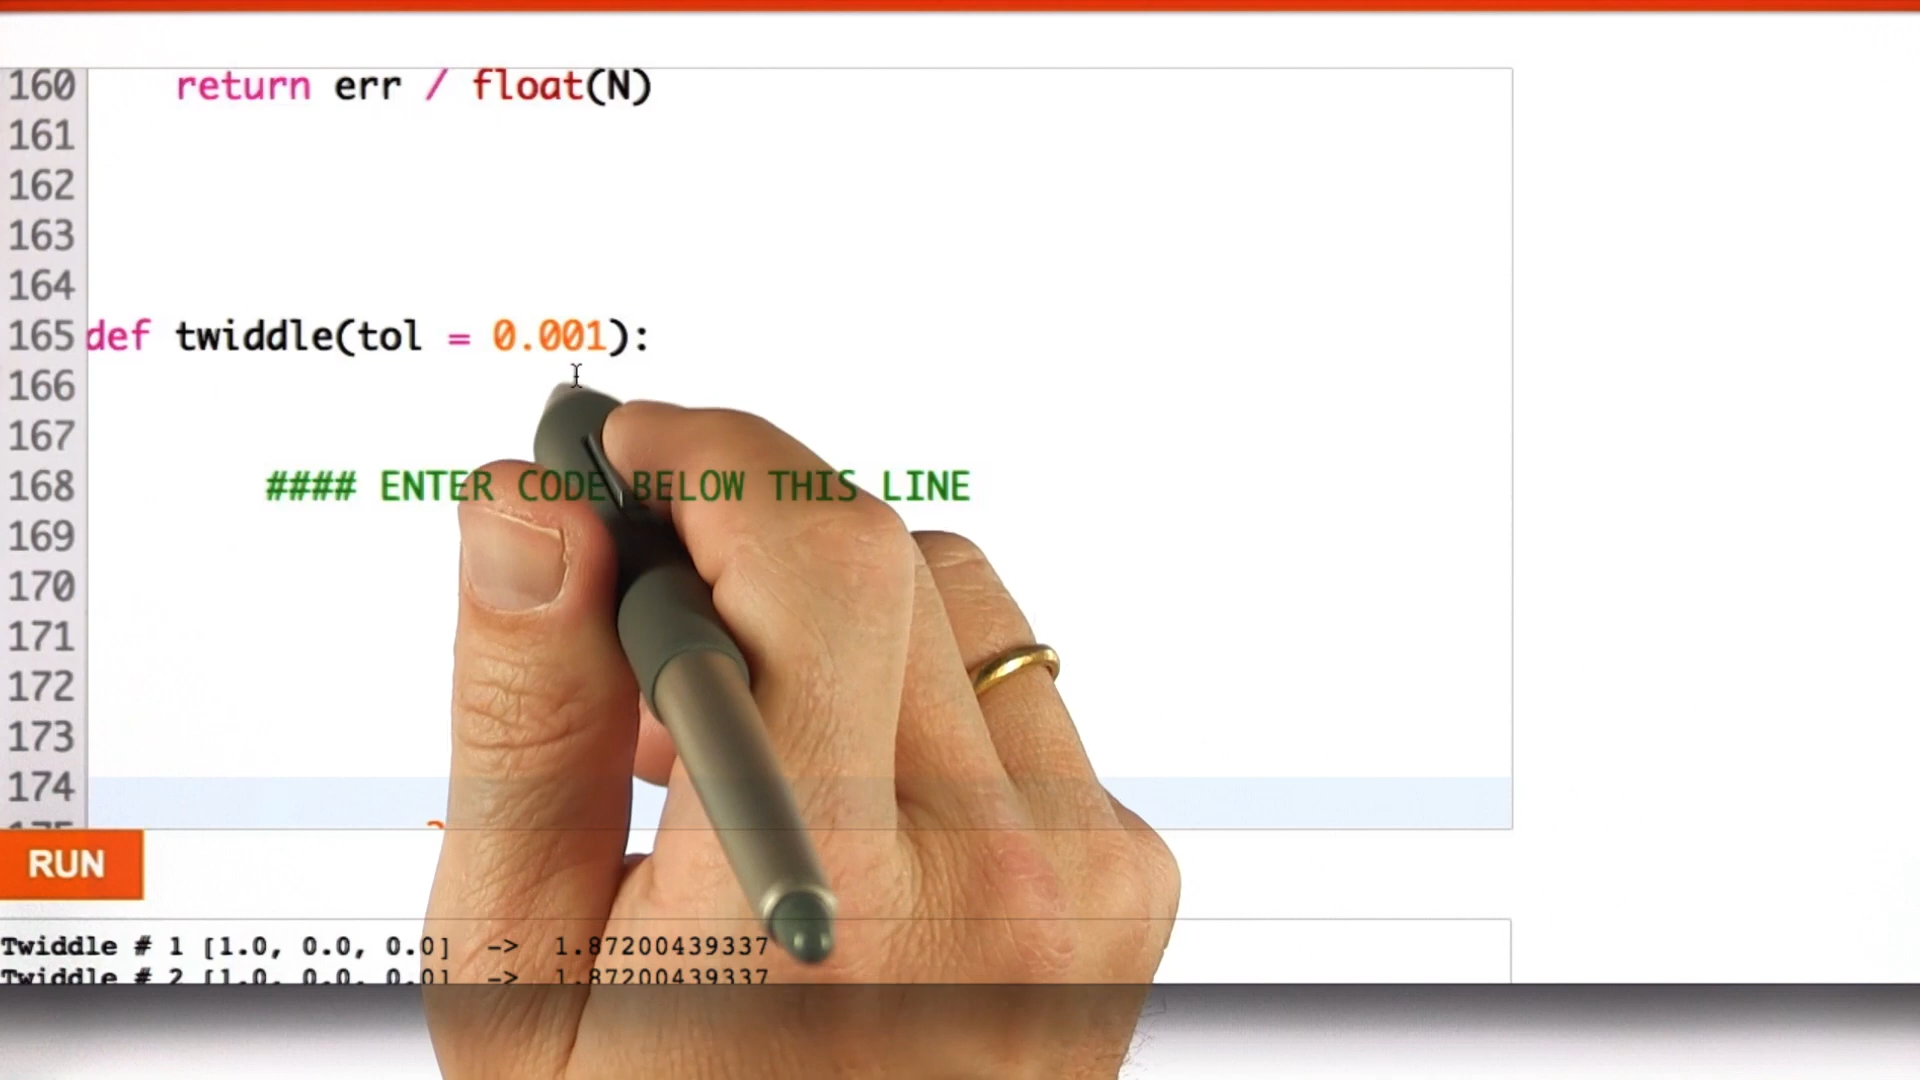 160 return err / float(N)
161
162
163
164
165 def twiddle(tol = 0.001):
166
167
168 #### ENTER CODE BELOW THIS LINE
169
170
171
172
173
174
RUN
Twiddle # 1 [1.0, 0.0, 0.0] -> 1.87200439337
Twiddle # 2 [1.0, 0.0, 0.0] -> 1.87200439337